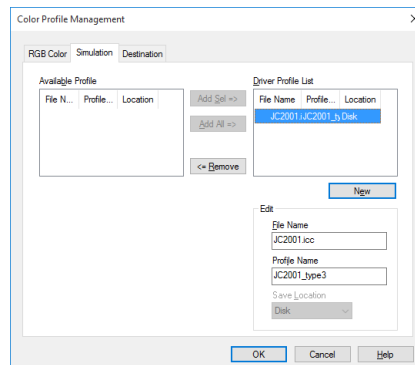 Color Profile Management
RGB Color Simulation Destination
Available Profile
File N... Profile... Location
Add Sel =>
Add All =>
<= Remove
Driver Profile List
File Name Profile... Location
JC2001.i JC2001_ty Disk
New
Edit
File Name
JC2001.icc
Profile Name
JC2001_type3
Save Location
Disk
OK Cancel Help